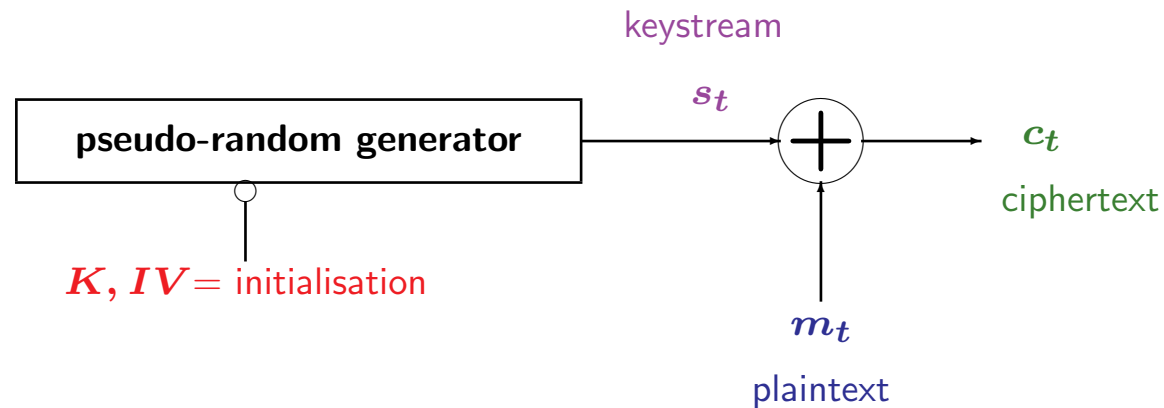 keystream
s_t
pseudo-random generator
+
c_t
ciphertext
K, IV = initialisation
m_t
plaintext